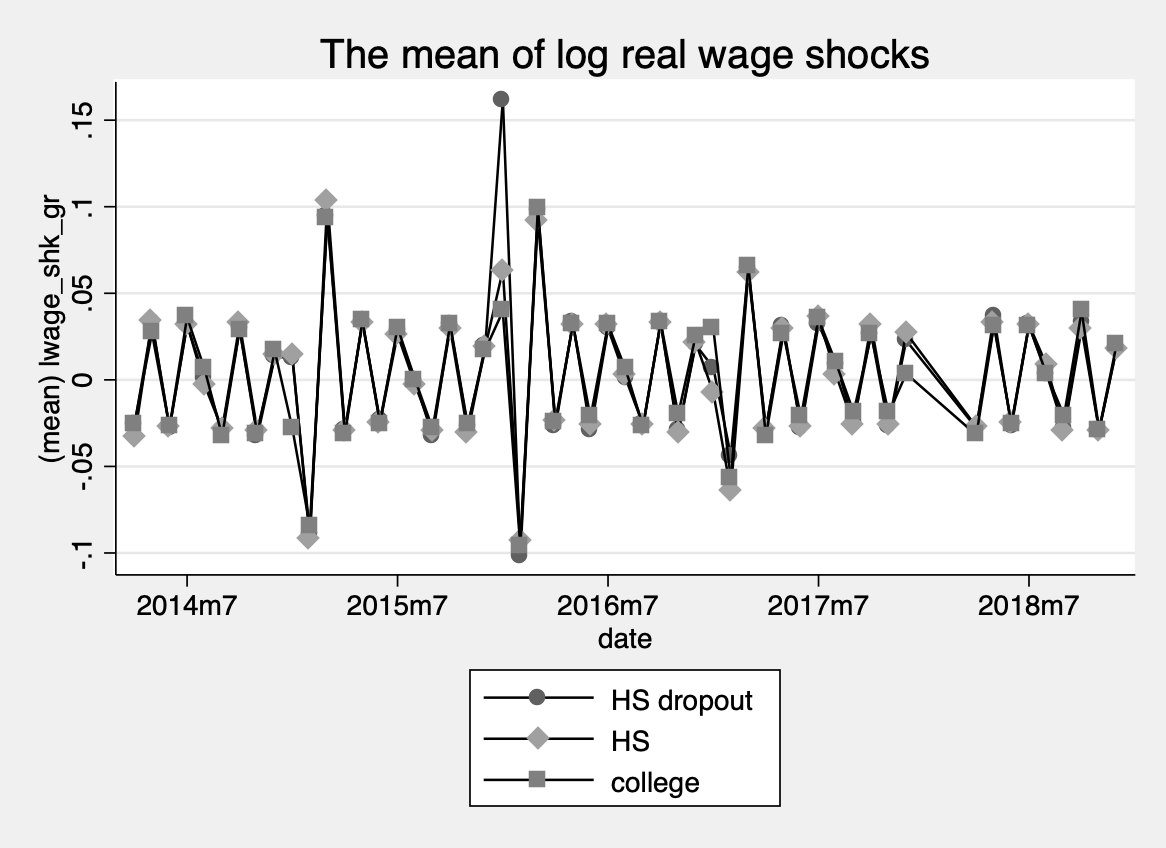 The mean of log real wage shocks
(mean) lwage_shk_gr
.15
.1
.05
0
-.05
-.1
2014m7 2015m7 2016m7 2017m7 2018m7
date
HS dropout
HS
college